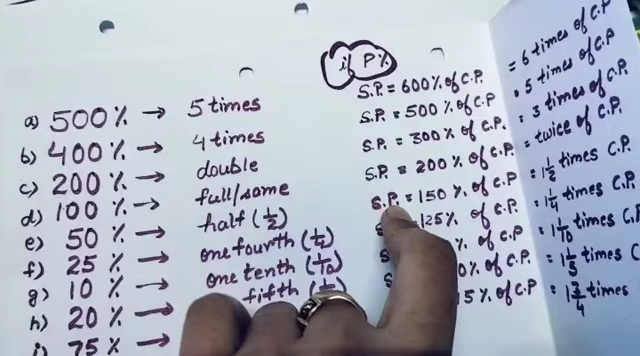 if P%
a) 500% → 5 times S.P. = 600% of C.P. = 6 times of C.P
b) 400% → 4 times S.P. = 500% of C.P. = 5 times of C.P
c) 200% → double S.P. = 300% of C.P. = 3 times of C.P.
d) 100% → full/same S.P. = 200% of C.P. = twice of C.P.
e) 50% → half (1/2) S.P. = 150% of C.P = 1 1/2 times C.P.
f) 25% → one fourth (1/4) 125% of C.P. = 1 1/4 times C.P.
g) 10% → one tenth (1/10) % of C.P = 1 1/10 times C.P.
h) 20% → fifth 0% of C.P. = 1 1/5 times
i) 75% → 5% of C.P = 1 3/4 times